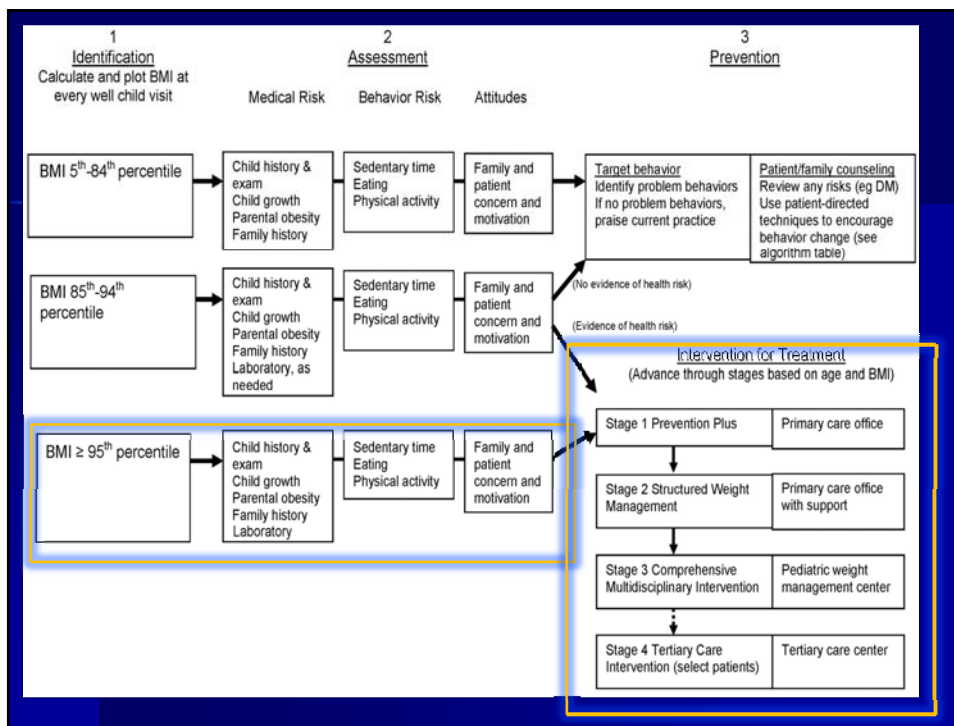 1
Identification
Calculate and plot BMI at
every well child visit
2
Assessment
Medical Risk
Behavior Risk
Attitudes
3
Prevention
BMI 5th-84th percentile
Child history &
exam
Child growth
Parental obesity
Family history
Sedentary time
Eating
Physical activity
Family and
patient
concern and
motivation
Target behavior
Identify problem behaviors
If no problem behaviors,
praise current practice
Patient/family counseling
Review any risks (eg DM)
Use patient-directed
techniques to encourage
behavior change (see
algorithm table)
BMI 85th-94th
percentile
Child history &
exam
Child growth
Parental obesity
Family history
Laboratory, as
needed
Sedentary time
Eating
Physical activity
Family and
patient
concern and
motivation
(No evidence of health risk)
(Evidence of health risk)
Intervention for Treatment
(Advance through stages based on age and BMI)
BMI ≥ 95th percentile
Child history &
exam
Child growth
Parental obesity
Family history
Laboratory
Sedentary time
Eating
Physical activity
Family and
patient
concern and
motivation
Stage 1 Prevention Plus
Primary care office
Stage 2 Structured Weight
Management
Primary care office
with support
Stage 3 Comprehensive
Multidisciplinary Intervention
Pediatric weight
management center
Stage 4 Tertiary Care
Intervention (select patients)
Tertiary care center